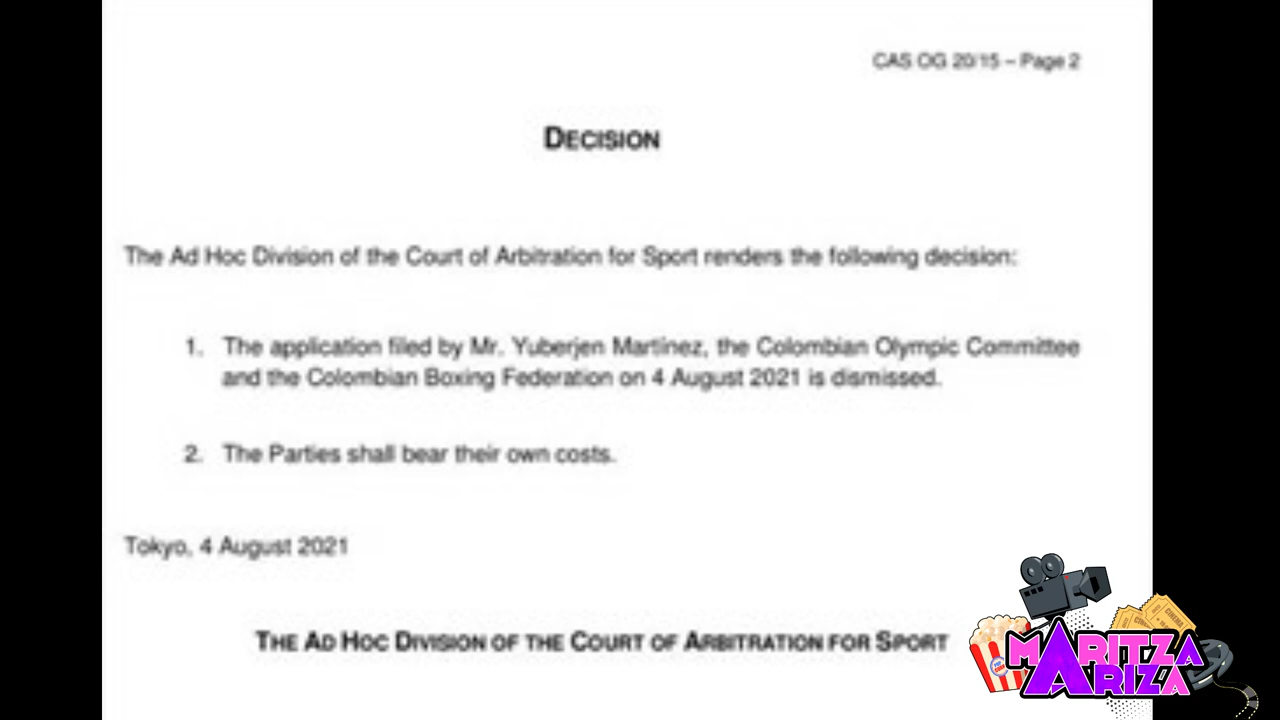 CAS OG 20/15 – Page 2
DECISION
The Ad Hoc Division of the Court of Arbitration for Sport renders the following decision:
1. The application filed by Mr. Yuberjen Martínez, the Colombian Olympic Committee
and the Colombian Boxing Federation on 4 August 2021 is dismissed.
2. The Parties shall bear their own costs.
Tokyo, 4 August 2021
THE AD HOC DIVISION OF THE COURT OF ARBITRATION FOR SPORT
MARITZA
ARIZA